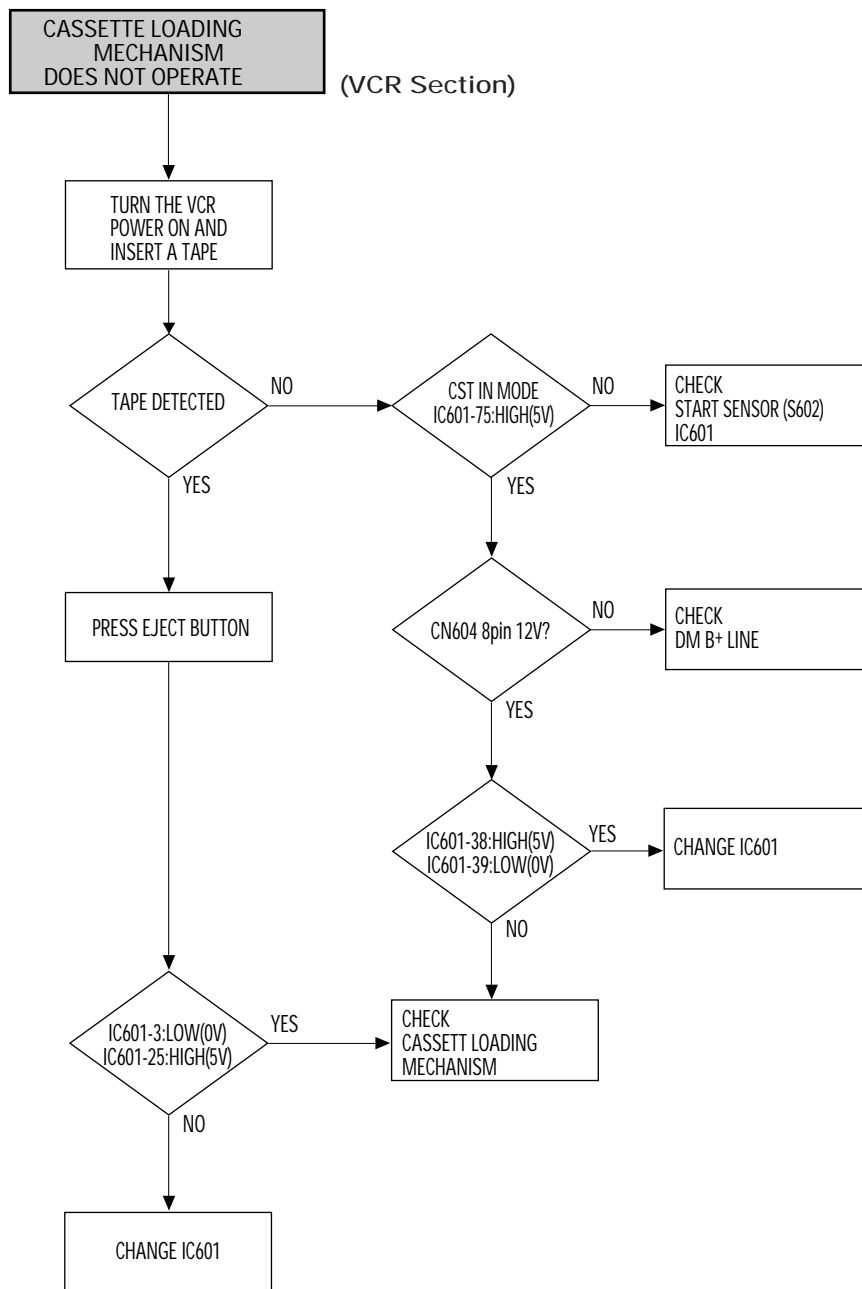 CASSETTE LOADING
MECHANISM
DOES NOT OPERATE
(VCR Section)
TURN THE VCR
POWER ON AND
INSERT A TAPE
TAPE DETECTED
NO
YES
CST IN MODE
IC601-75:HIGH(5V)
NO
YES
CHECK
START SENSOR (S602)
IC601
PRESS EJECT BUTTON
CN604 8pin 12V?
NO
YES
CHECK
DM B+ LINE
IC601-38:HIGH(5V)
IC601-39:LOW(0V)
YES
NO
CHANGE IC601
IC601-3:LOW(0V)
IC601-25:HIGH(5V)
YES
NO
CHECK
CASSETT LOADING
MECHANISM
CHANGE IC601